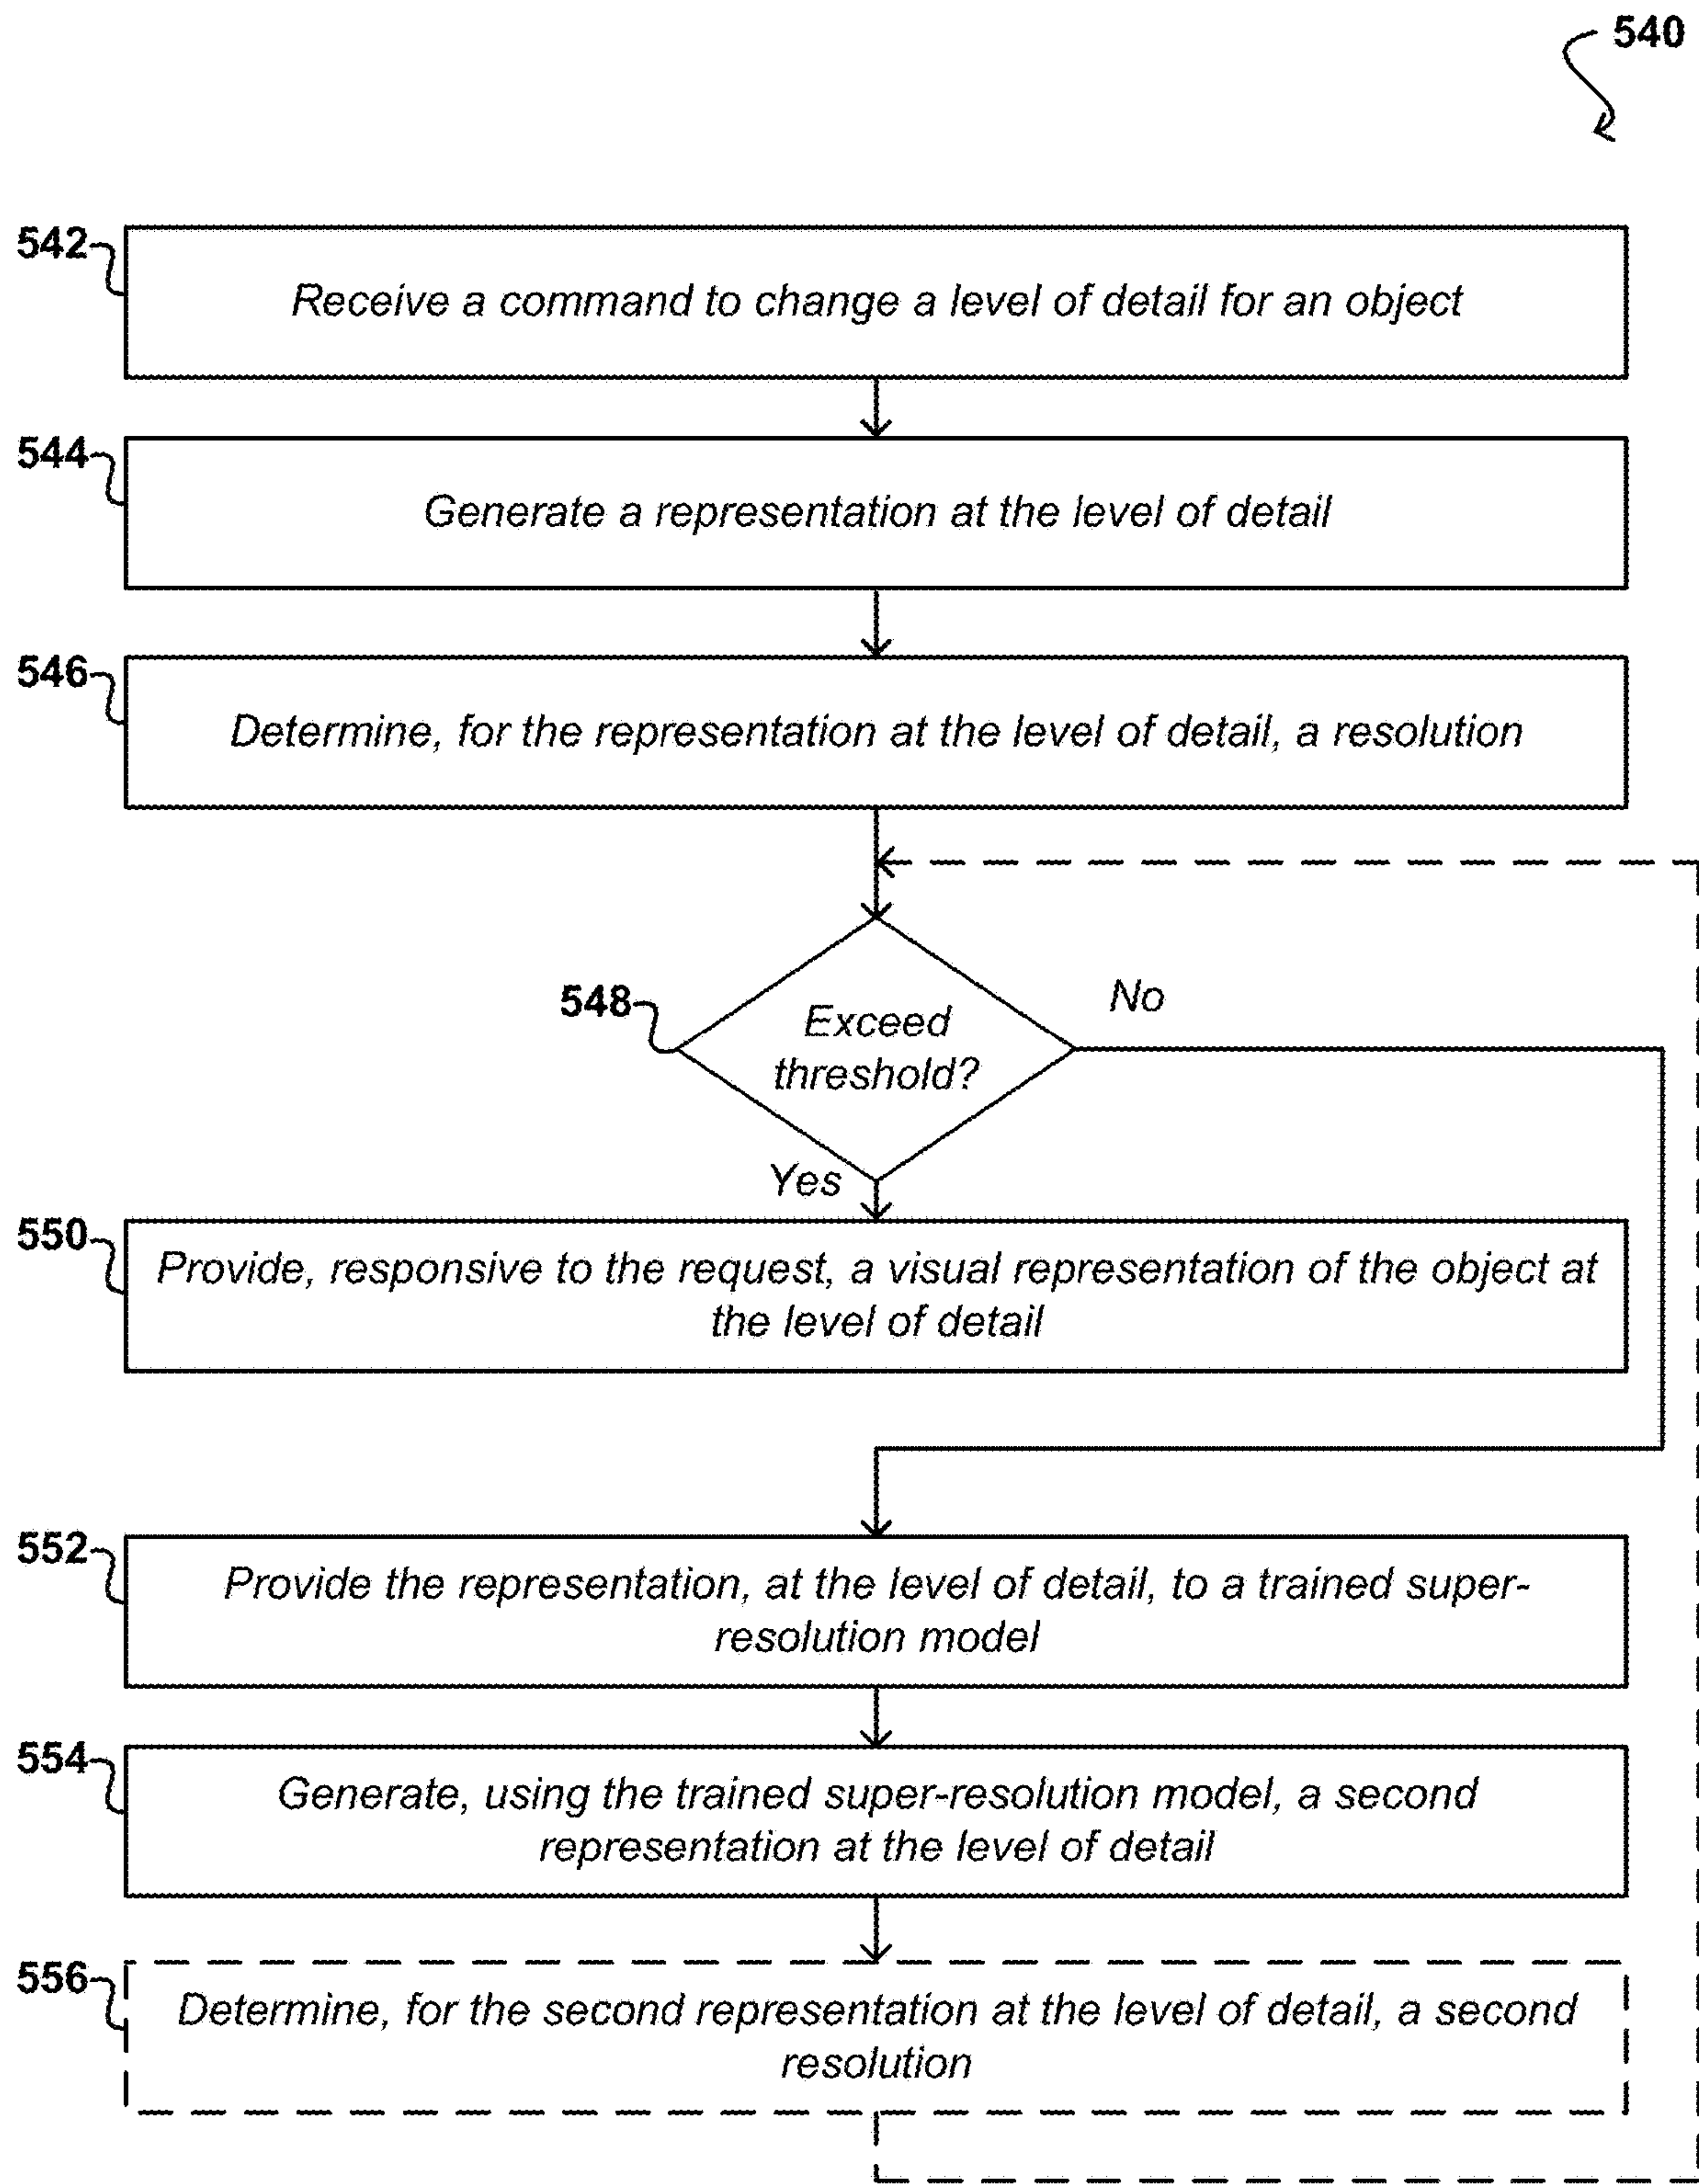 540
542
Receive a command to change a level of detail for an object
544
Generate a representation at the level of detail
546
Determine, for the representation at the level of detail, a resolution
548
Exceed
threshold?
No
Yes
550
Provide, responsive to the request, a visual representation of the object at
the level of detail
552
Provide the representation, at the level of detail, to a trained super-
resolution model
554
Generate, using the trained super-resolution model, a second
representation at the level of detail
556
Determine, for the second representation at the level of detail, a second
resolution